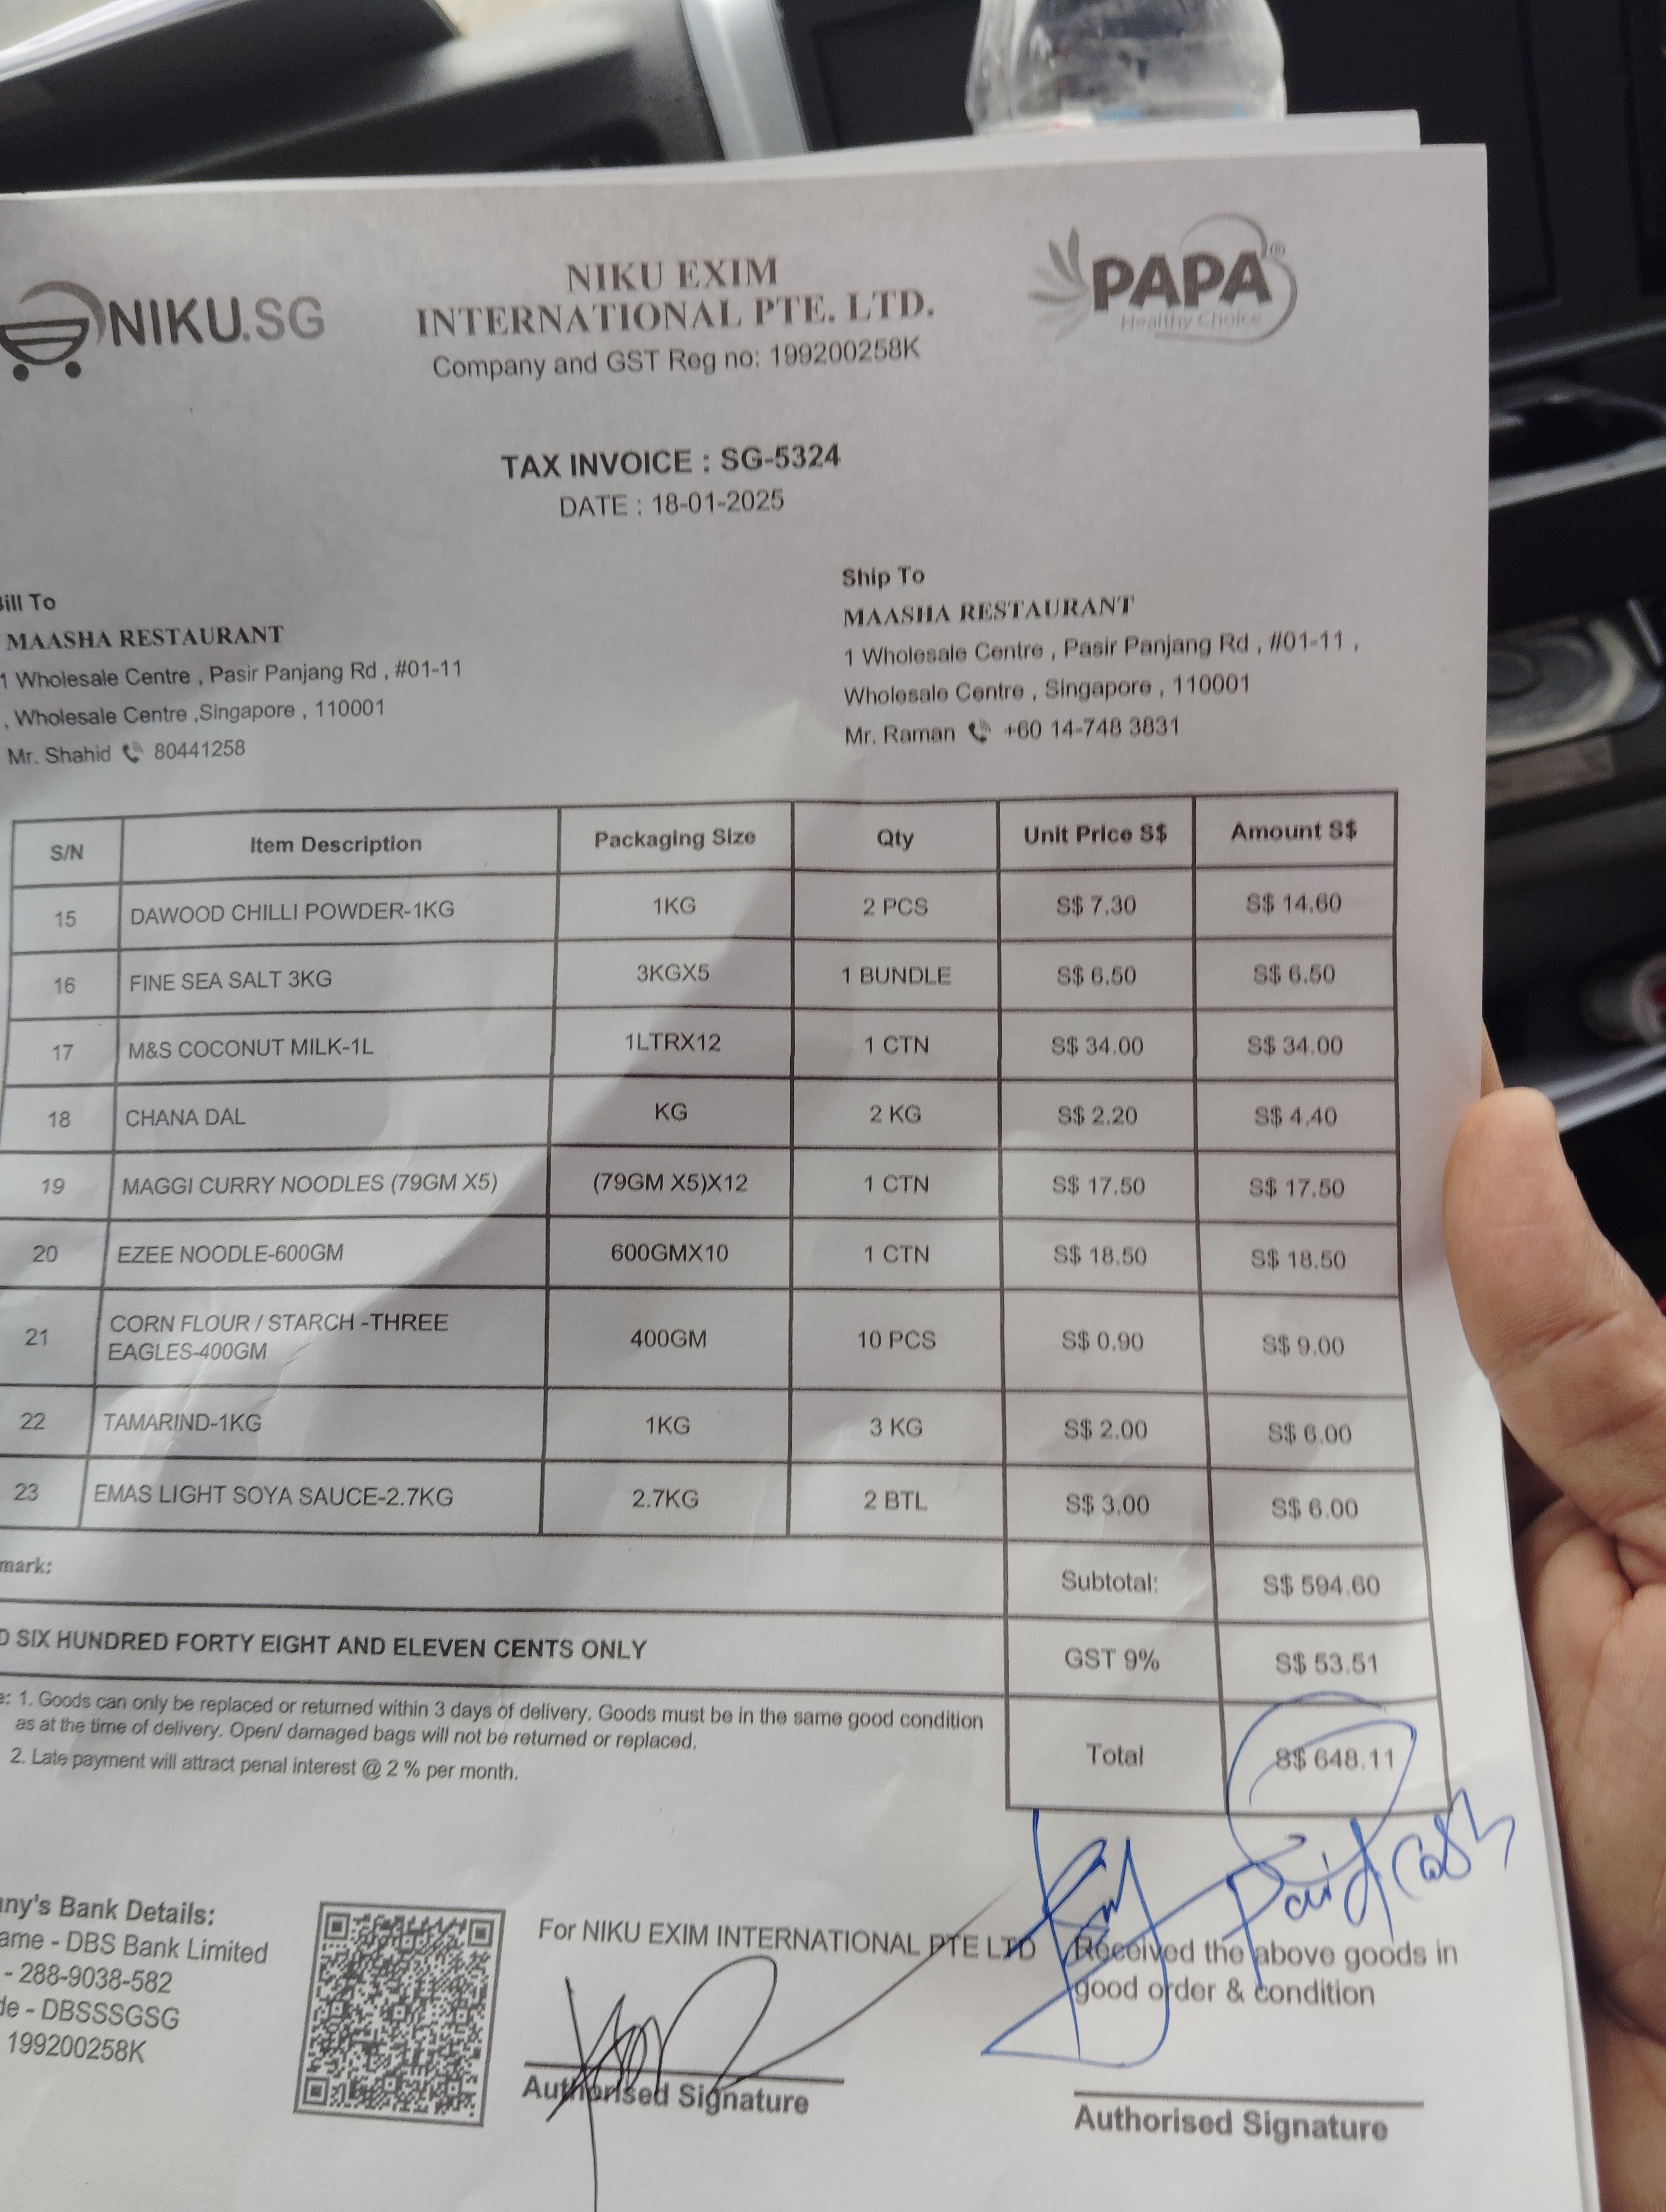 NIKU.SG
NIKU EXIM
INTERNATIONAL PTE. LTD.
Company and GST Reg no: 199200258K
PAPA®
Healthy Choice
TAX INVOICE : SG-5324
DATE : 18-01-2025
ill To
MAASHA RESTAURANT
1 Wholesale Centre , Pasir Panjang Rd , #01-11
, Wholesale Centre ,Singapore , 110001
Mr. Shahid 80441258
Ship To
MAASHA RESTAURANT
1 Wholesale Centre , Pasir Panjang Rd , #01-11 ,
Wholesale Centre , Singapore , 110001
Mr. Raman +60 14-748 3831
S/N Item Description Packaging Size Qty Unit Price S$ Amount S$
15 DAWOOD CHILLI POWDER-1KG 1KG 2 PCS S$ 7.30 S$ 14.60
16 FINE SEA SALT 3KG 3KGX5 1 BUNDLE S$ 6.50 S$ 6.50
17 M&S COCONUT MILK-1L 1LTRX12 1 CTN S$ 34.00 S$ 34.00
18 CHANA DAL KG 2 KG S$ 2.20 S$ 4.40
19 MAGGI CURRY NOODLES (79GM X5) (79GM X5)X12 1 CTN S$ 17.50 S$ 17.50
20 EZEE NOODLE-600GM 600GMX10 1 CTN S$ 18.50 S$ 18.50
21 CORN FLOUR / STARCH -THREE
EAGLES-400GM 400GM 10 PCS S$ 0.90 S$ 9.00
22 TAMARIND-1KG 1KG 3 KG S$ 2.00 S$ 6.00
23 EMAS LIGHT SOYA SAUCE-2.7KG 2.7KG 2 BTL S$ 3.00 S$ 6.00
mark:
Subtotal: S$ 594.60
D SIX HUNDRED FORTY EIGHT AND ELEVEN CENTS ONLY
GST 9% S$ 53.51
e: 1. Goods can only be replaced or returned within 3 days of delivery. Goods must be in the same good condition
as at the time of delivery. Open/ damaged bags will not be returned or replaced.
2. Late payment will attract penal interest @ 2 % per month.
Total S$ 648.11
Paid Cash
ny's Bank Details:
ame - DBS Bank Limited
- 288-9038-582
de - DBSSSGSG
199200258K
For NIKU EXIM INTERNATIONAL PTE LTD
Authorised Signature
Received the above goods in
good order & condition
Authorised Signature